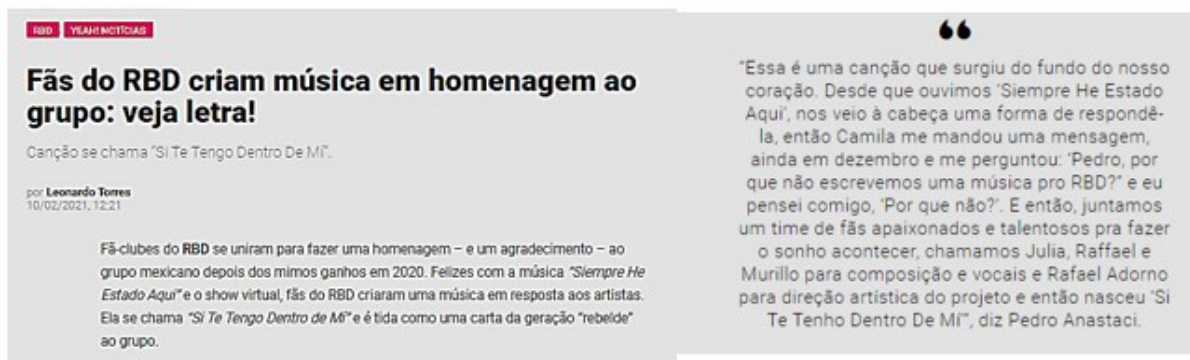 RBD YEAH! NOTÍCIAS
Fãs do RBD criam música em homenagem ao
grupo: veja letra!
Canção se chama "Si Te Tengo Dentro De Mí".
por Leonardo Torres
10/02/2021, 12:21
Fã-clubes do RBD se uniram para fazer uma homenagem – e um agradecimento – ao
grupo mexicano depois dos mimos ganhos em 2020. Felizes com a música "Siempre He
Estado Aqui" e o show virtual, fãs do RBD criaram uma música em resposta aos artistas.
Ela se chama "Si Te Tengo Dentro de Mí" e é tida como uma carta da geração "rebelde"
ao grupo.
“
"Essa é uma canção que surgiu do fundo do nosso
coração. Desde que ouvimos 'Siempre He Estado
Aqui', nos veio à cabeça uma forma de respondê-
la, então Camila me mandou uma mensagem,
ainda em dezembro e me perguntou: 'Pedro, por
que não escrevemos uma música pro RBD?" e eu
pensei comigo, 'Por que não?'. E então, juntamos
um time de fãs apaixonados e talentosos pra fazer
o sonho acontecer, chamamos Julia, Raffael e
Murillo para composição e vocais e Rafael Adorno
para direção artística do projeto e então nasceu 'Si
Te Tenho Dentro De Mí'", diz Pedro Anastaci.